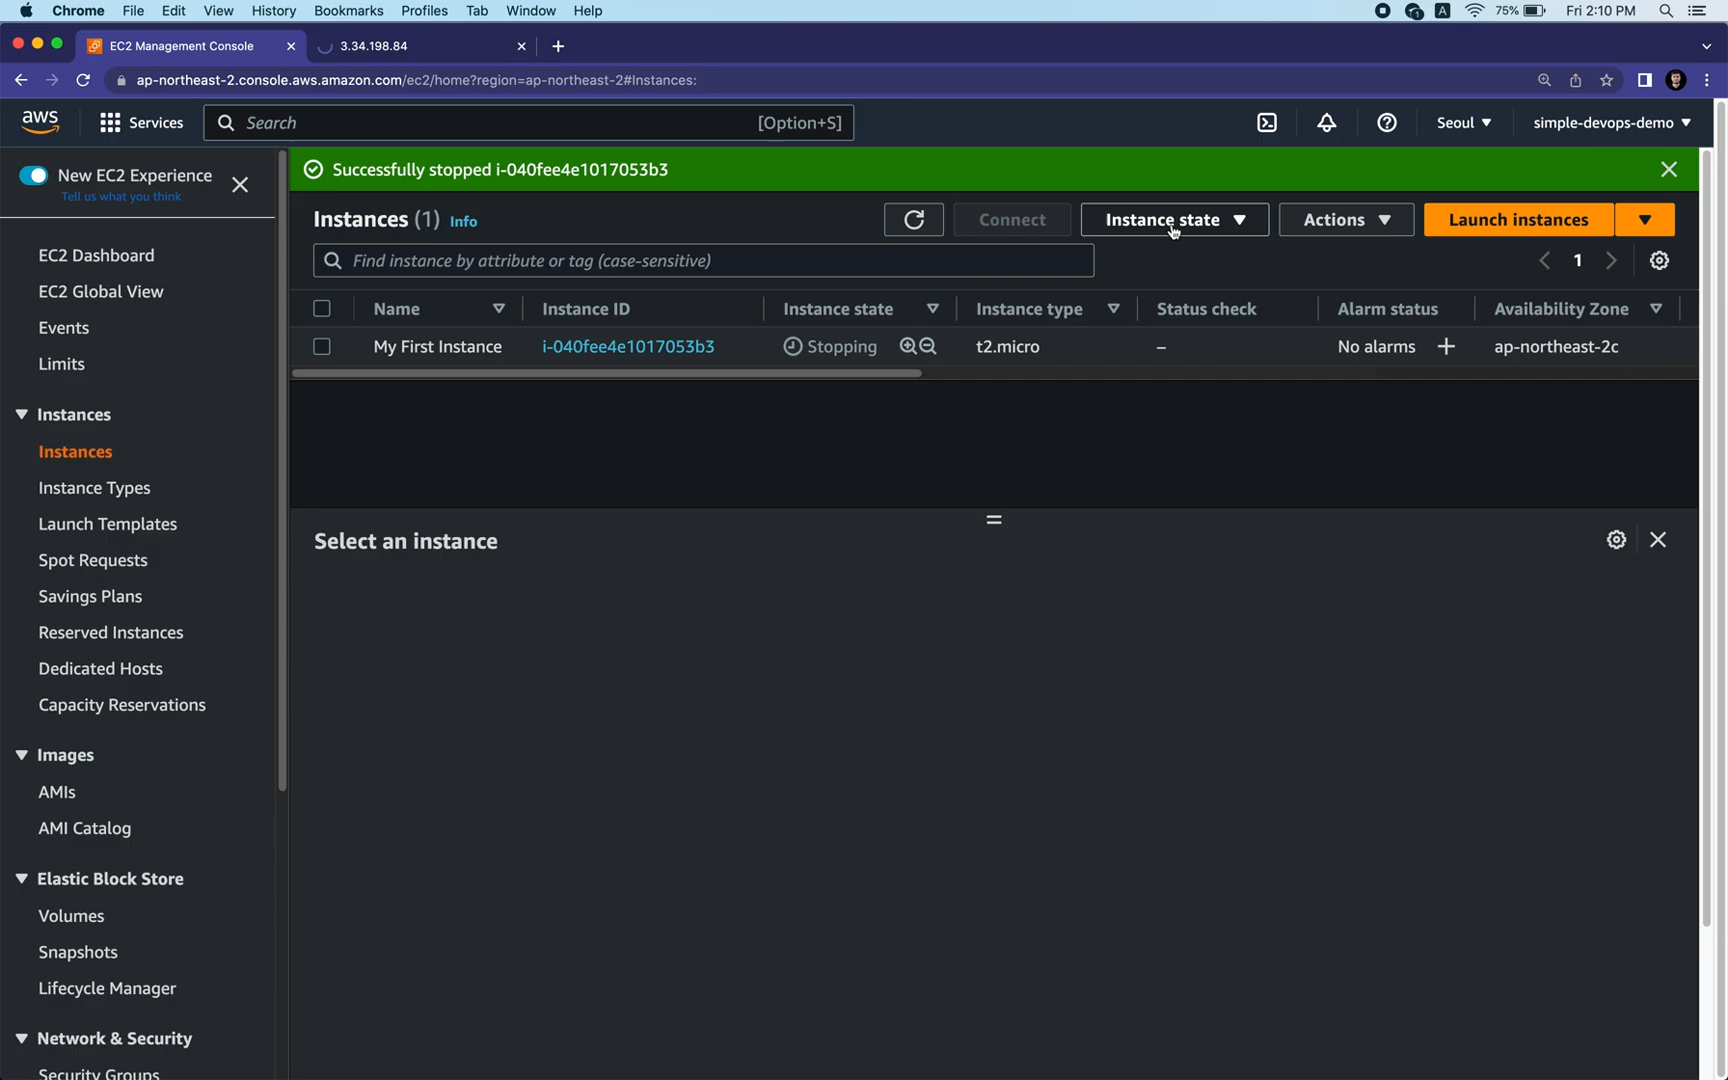 Chrome File Edit View History Bookmarks Profiles Tab Window Help A 75% Fri 2:10 PM
EC2 Management Console 3.34.198.84
ap-northeast-2.console.aws.amazon.com/ec2/home?region=ap-northeast-2#Instances:
aws Services Search [Option+S] Seoul simple-devops-demo
New EC2 Experience
Tell us what you think
EC2 Dashboard
EC2 Global View
Events
Limits
Instances
Instances
Instance Types
Launch Templates
Spot Requests
Savings Plans
Reserved Instances
Dedicated Hosts
Capacity Reservations
Images
AMIs
AMI Catalog
Elastic Block Store
Volumes
Snapshots
Lifecycle Manager
Network & Security
Security Groups
Successfully stopped i-040fee4e1017053b3
Instances (1) Info Connect Instance state Actions Launch instances
Find instance by attribute or tag (case-sensitive) 1
Name Instance ID Instance state Instance type Status check Alarm status Availability Zone
My First Instance i-040fee4e1017053b3 Stopping t2.micro – No alarms + ap-northeast-2c
Select an instance